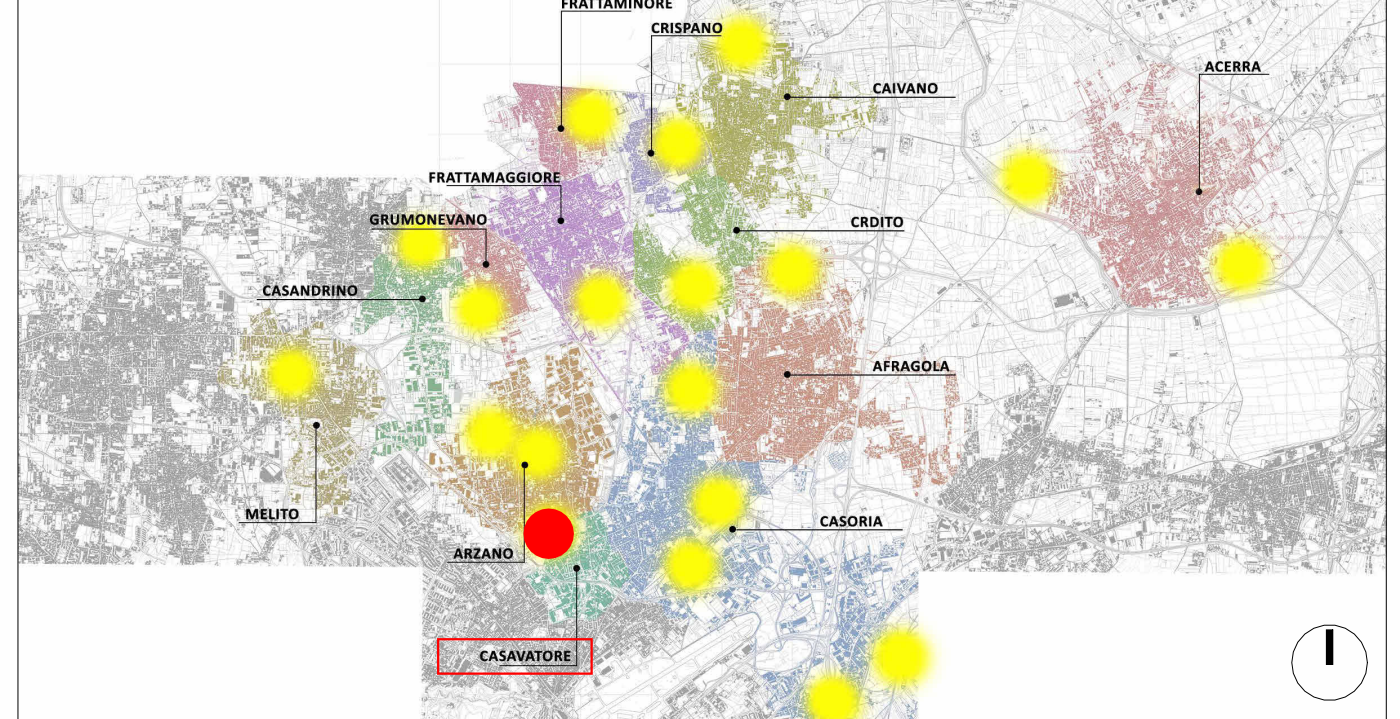 FRATTAMINORE
CRISPANO
ACERRA
CAIVANO
FRATTAMAGGIORE
GRUMONEVANO
CRDITO
CASANDRINO
AFRAGOLA
MELITO
CASORIA
ARZANO
CASAVATORE